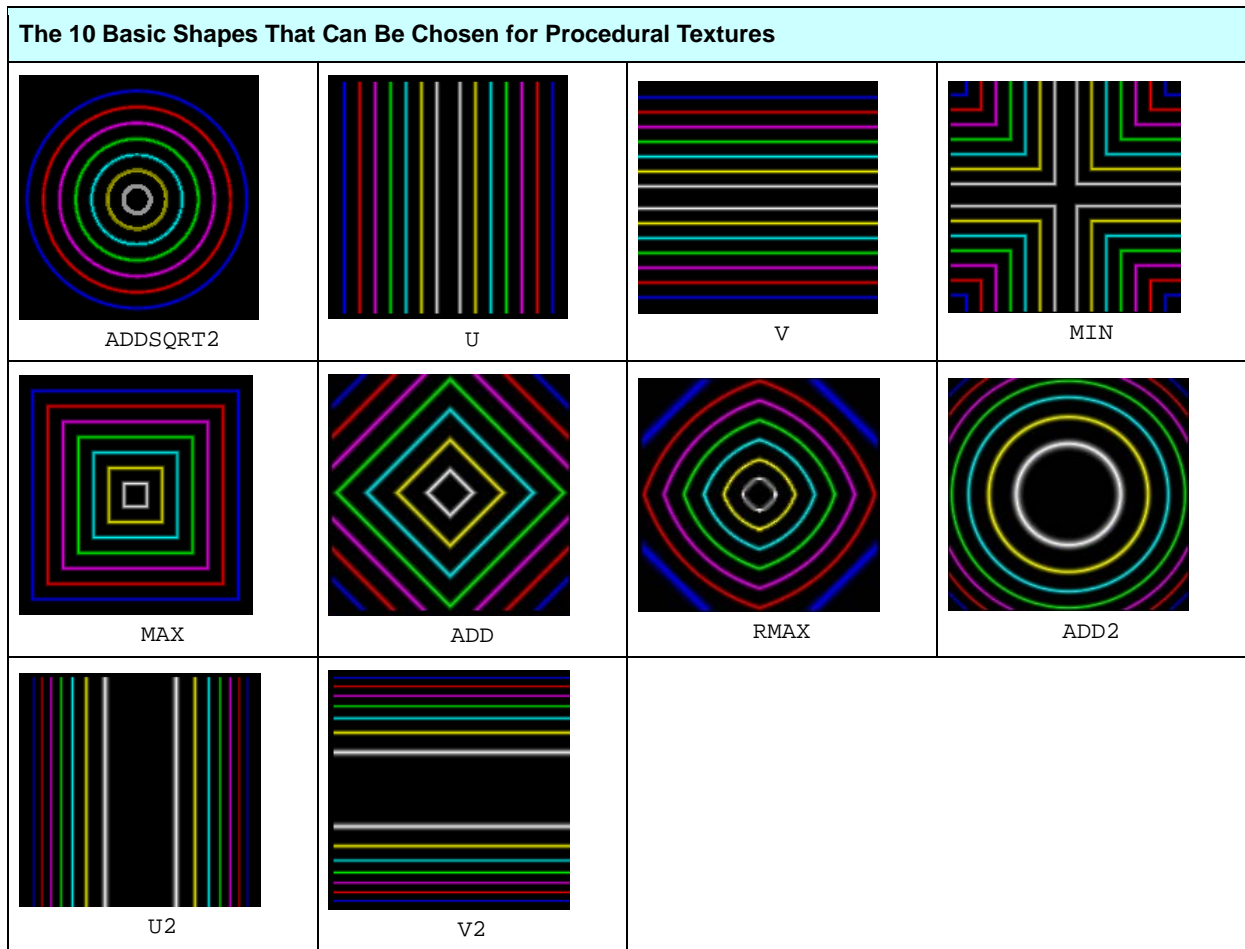 The 10 Basic Shapes That Can Be Chosen for Procedural Textures
ADDSQRT2
U
V
MIN
MAX
ADD
RMAX
ADD2
U2
V2